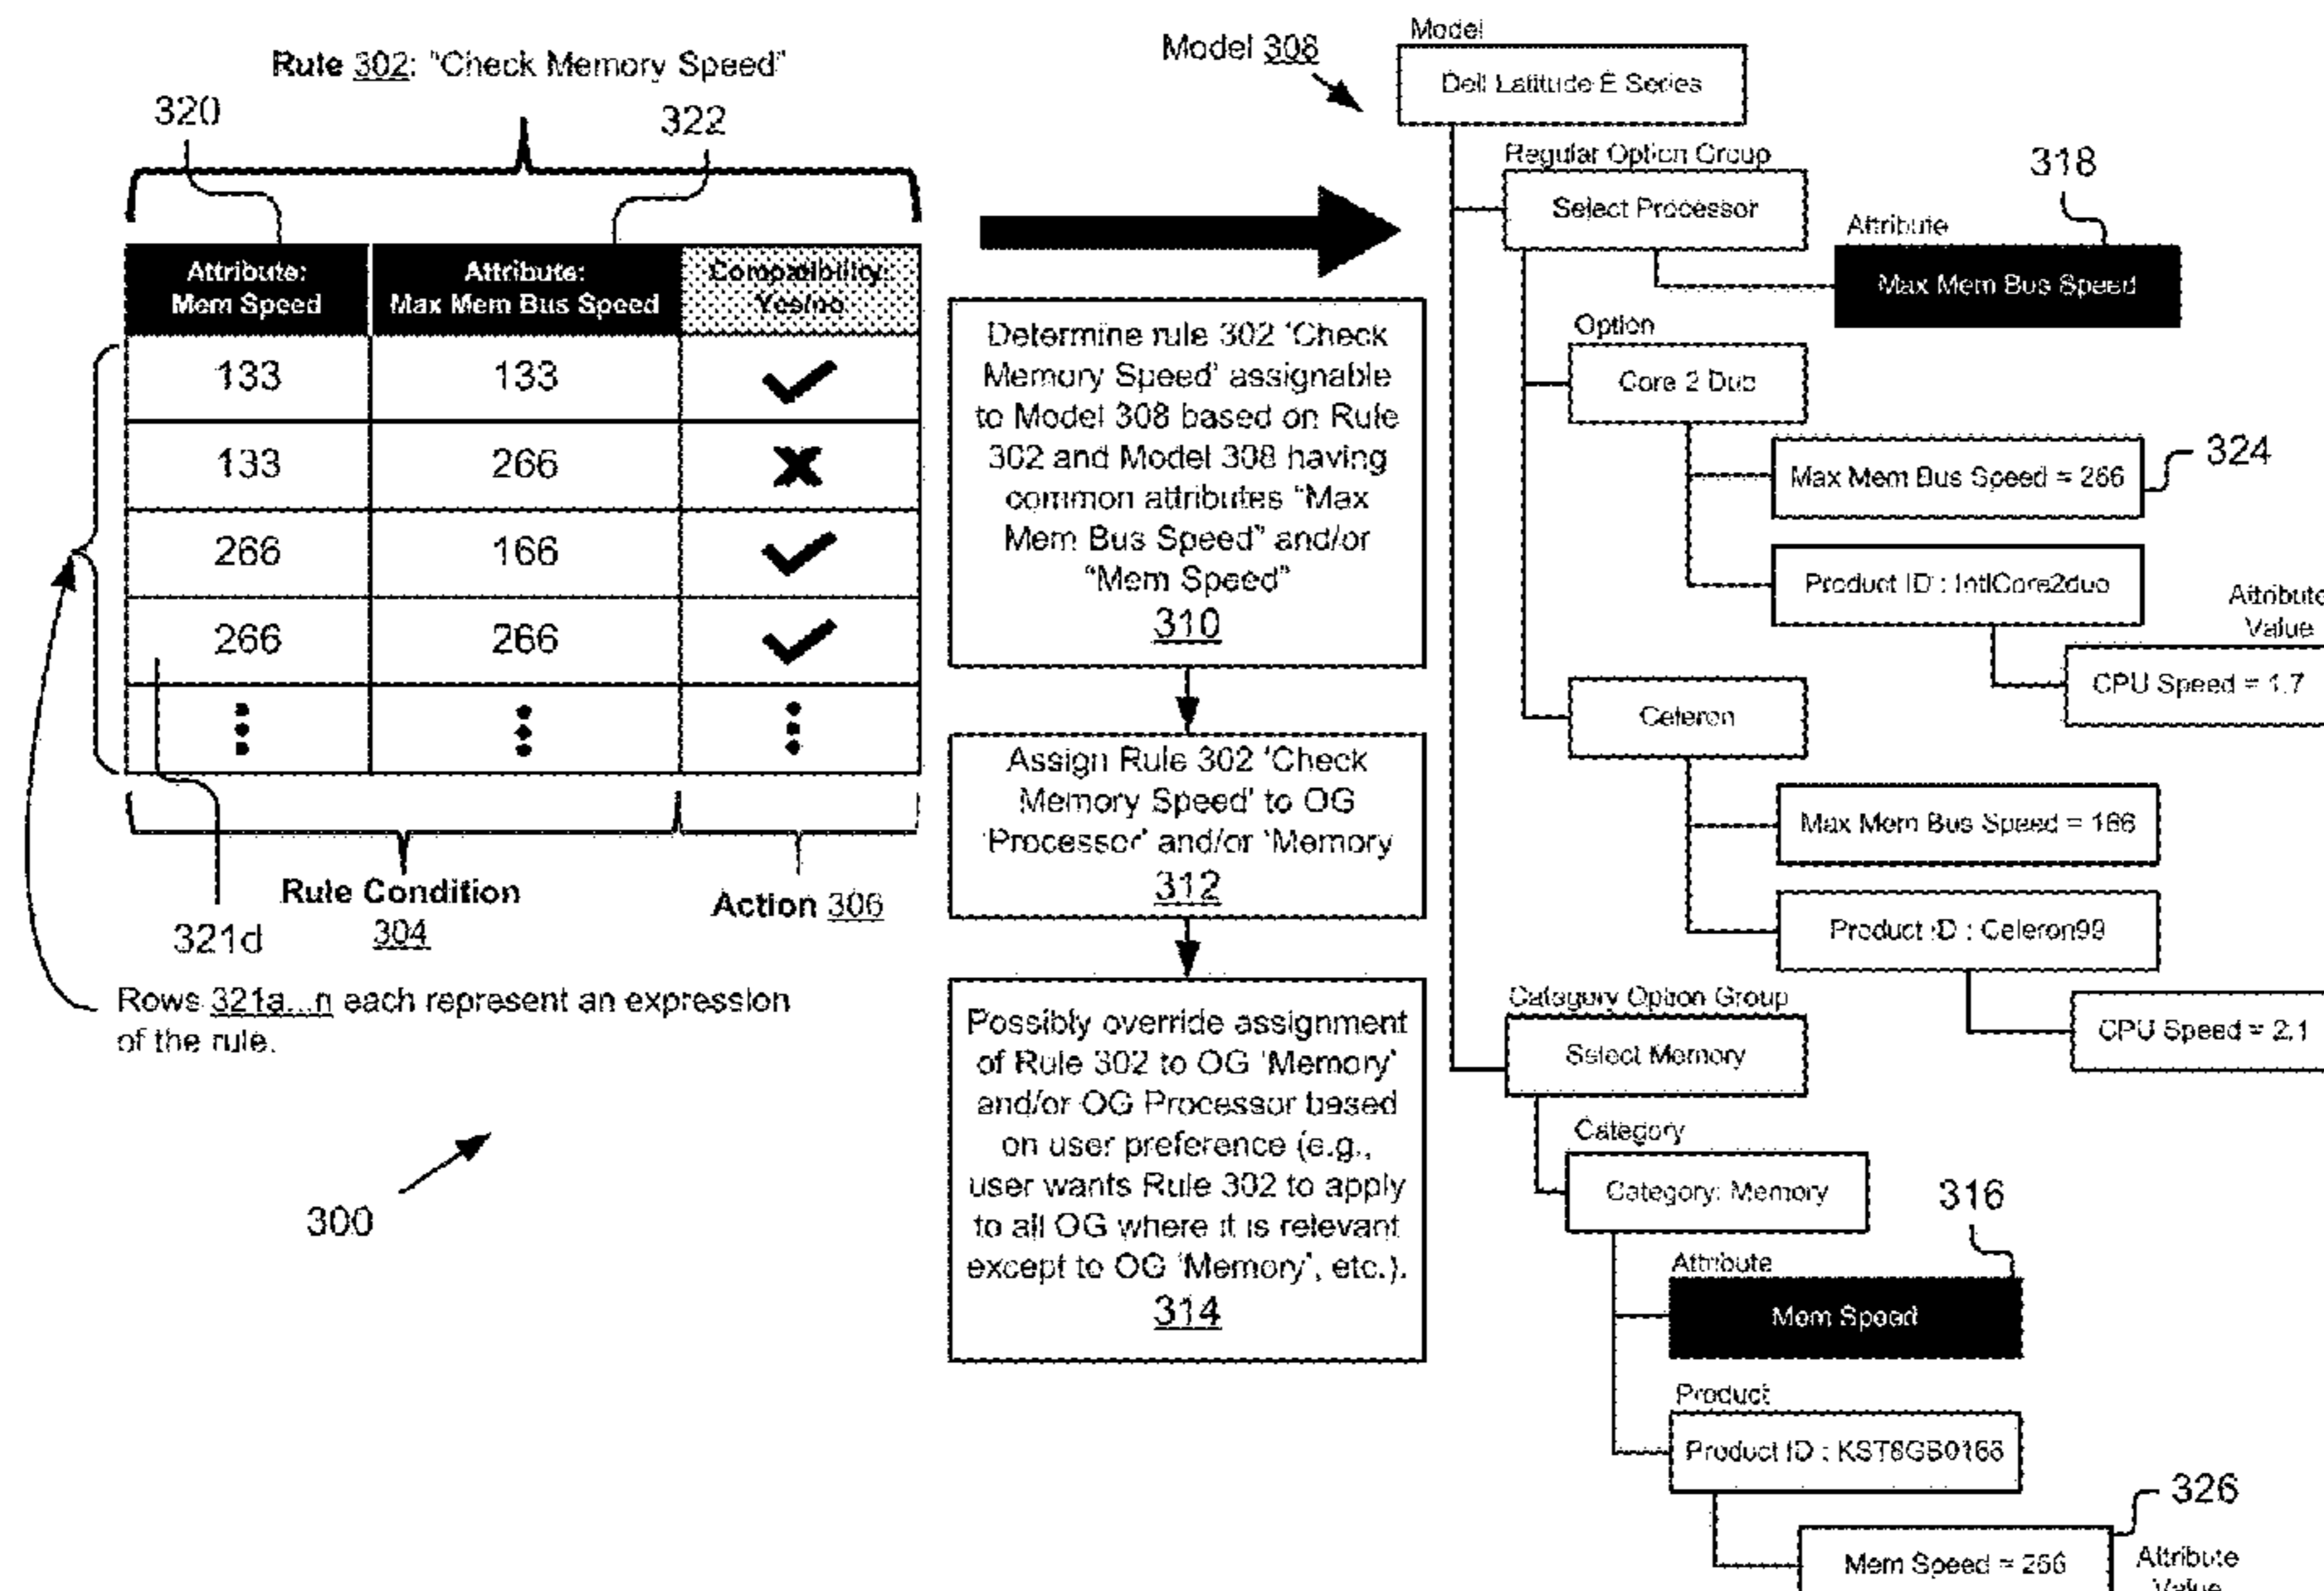 Rule 302: "Check Memory Speed"
320
322
Attribute:
Mem Speed
Attribute:
Max Mem Bus Speed
Compatibility:
Yes/no
133
133
133
266
266
166
266
266
Rule Condition
304
Action 306
321d
Rows 321a...n each represent an expression
of the rule.
300
Determine rule 302 'Check
Memory Speed' assignable
to Model 308 based on Rule
302 and Model 308 having
common attributes "Max
Mem Bus Speed" and/or
"Mem Speed"
310
Assign Rule 302 'Check
Memory Speed' to OG
'Processor' and/or 'Memory
312
Possibly override assignment
of Rule 302 to OG 'Memory'
and/or OG Processor based
on user preference (e.g.,
user wants Rule 302 to apply
to all OG where it is relevant
except to OG 'Memory', etc.).
314
Model 308
Model
Dell Latitude E Series
Regular Option Group
Select Processor
318
Attribute
Max Mem Bus Speed
Option
Core 2 Duo
Max Mem Bus Speed = 266
324
Product ID : IntlCore2duo
Attribute
Value
CPU Speed = 1.7
Celeron
Max Mem Bus Speed = 166
Product ID : Celeron99
CPU Speed = 2.1
Category Option Group
Select Memory
Category
Category: Memory
316
Attribute
Mem Speed
Product
Product ID :
326
Mem Speed = 266
Attribute
Value